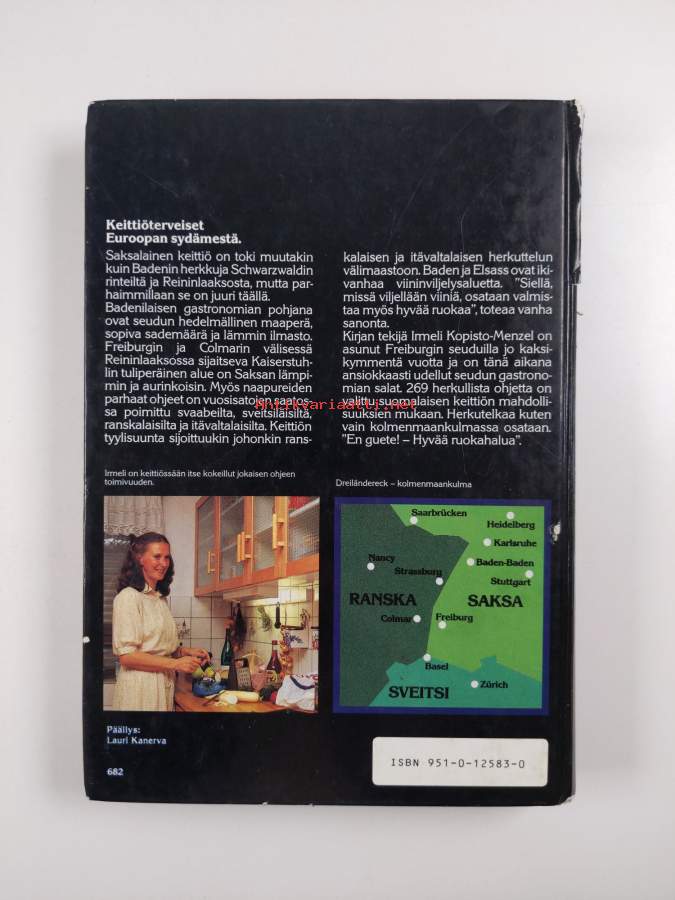 Keittiöterveiset
Euroopan sydämestä.
Saksalainen keittiö on toki muutakin
kuin Badenin herkkuja Schwarzwaldin
rinteiltä ja Reininlaaksosta, mutta par-
haimmillaan se on juuri täällä.
Badenilaisen gastronomian pohjana
ovat seudun hedelmällinen maaperä,
sopiva sademäärä ja lämmin ilmasto.
Freiburgin ja Colmarin välisessä
Reininlaaksossa sijaitseva Kaiserstuh-
lin tuliperäinen alue on Saksan lämpi-
min ja aurinkoisin. Myös naapureiden
parhaat ohjeet on vuosisatojen saatos-
sa poimittu svaabeilta, sveitsiläisiltä,
ranskalaisilta ja itävaltalaisilta. Keittiön
tyylisuunta sijoittuukin johonkin rans-
kalaisen ja itävaltalaisen herkuttelun
välimaastoon. Baden ja Elsass ovat iki-
vanhaa viininviljelysaluetta. "Siellä,
missä viljellään viiniä, osataan valmis-
taa myös hyvää ruokaa", toteaa vanha
sanonta.
Kirjan tekijä Irmeli Kopisto-Menzel on
asunut Freiburgin seuduilla jo kaksi-
kymmentä vuotta ja on tänä aikana
ansiokkaasti udellut seudun gastrono-
mian salat. 269 herkullista ohjetta on
valittu suomalaisen keittiön mahdolli-
suuksien mukaan. Herkutelkaa kuten
vain kolmenmaankulmassa osataan.
"En guete! – Hyvää ruokahalua".
Antikvariaatti.net
Irmeli on keittiössään itse kokeillut jokaisen ohjeen
toimivuuden.
Dreiländereck – kolmenmaankulma
Saarbrücken
Heidelberg
Karlsruhe
Nancy
Baden-Baden
Strassburg
Stuttgart
RANSKA
SAKSA
Colmar
Freiburg
Basel
Zürich
SVEITSI
Päällys:
Lauri Kanerva
682
ISBN 951-0-12583-0